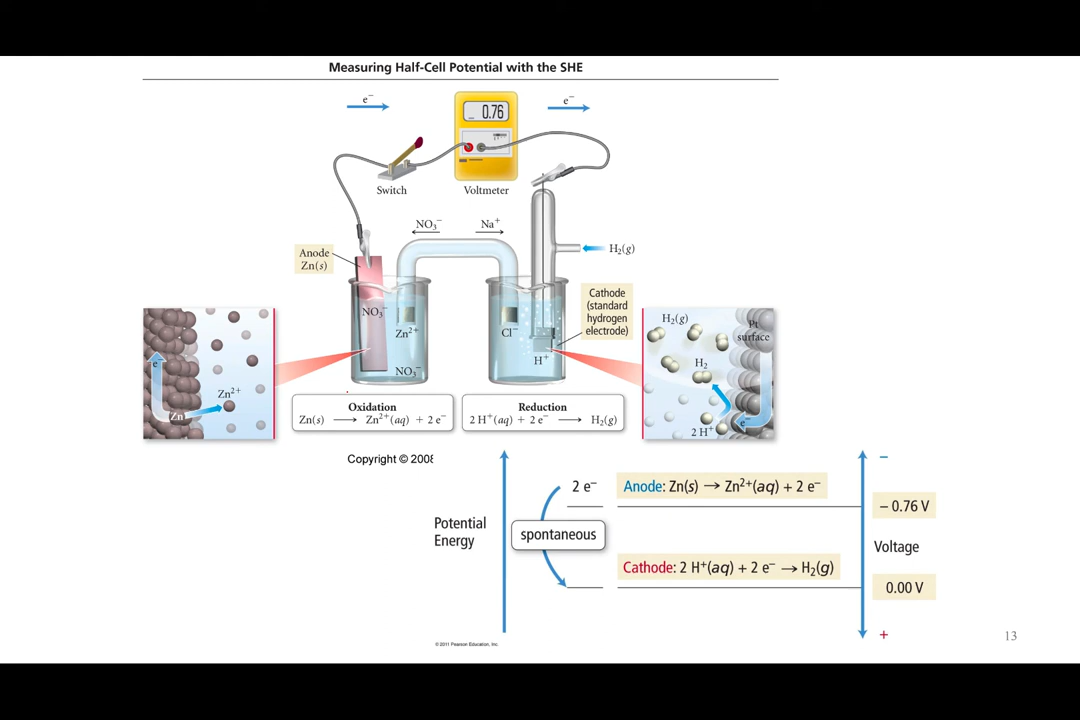 Measuring Half-Cell Potential with the SHE
e⁻
e⁻
0.76
Switch
Voltmeter
NO₃⁻
Na⁺
H₂(g)
Anode
Zn(s)
Cathode
(standard
hydrogen
electrode)
NO₃⁻
Zn²⁺
NO₃⁻
Cl⁻
H⁺
e⁻
Zn²⁺
Zn
H₂(g)
Pt
surface
H₂
2 H⁺
e⁻
Oxidation
Zn(s) → Zn²⁺(aq) + 2 e⁻
Reduction
2 H⁺(aq) + 2 e⁻ → H₂(g)
Copyright © 2008
2 e⁻
Anode: Zn(s) → Zn²⁺(aq) + 2 e⁻
−
− 0.76 V
Potential
Energy
spontaneous
Voltage
Cathode: 2 H⁺(aq) + 2 e⁻ → H₂(g)
0.00 V
+
© 2011 Pearson Education, Inc
13